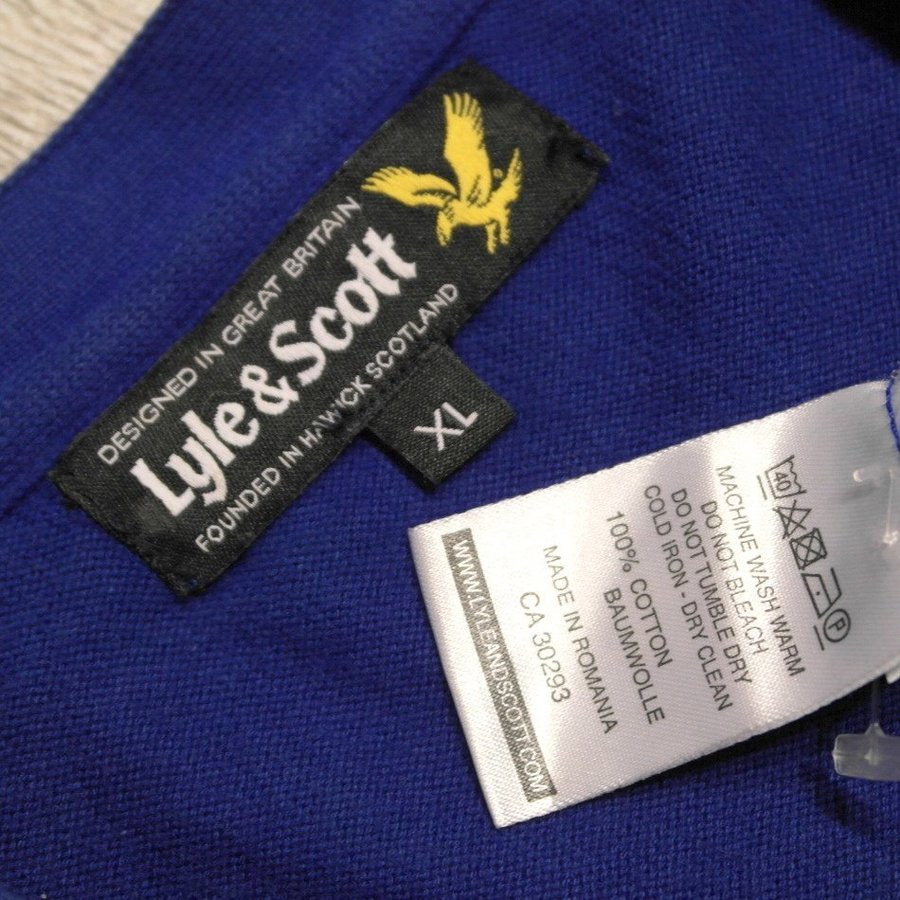 DESIGNED IN GREAT BRITAIN
Lyle & Scott
FOUNDED IN HAWICK SCOTLAND
XL
40
P
MACHINE WASH WARM
DO NOT BLEACH
DO NOT TUMBLE DRY
COLD IRON - DRY CLEAN
100% COTTON
BAUMWOLLE
MADE IN ROMANIA
CA 30293
WWW.LYLEANDSCOTT.COM